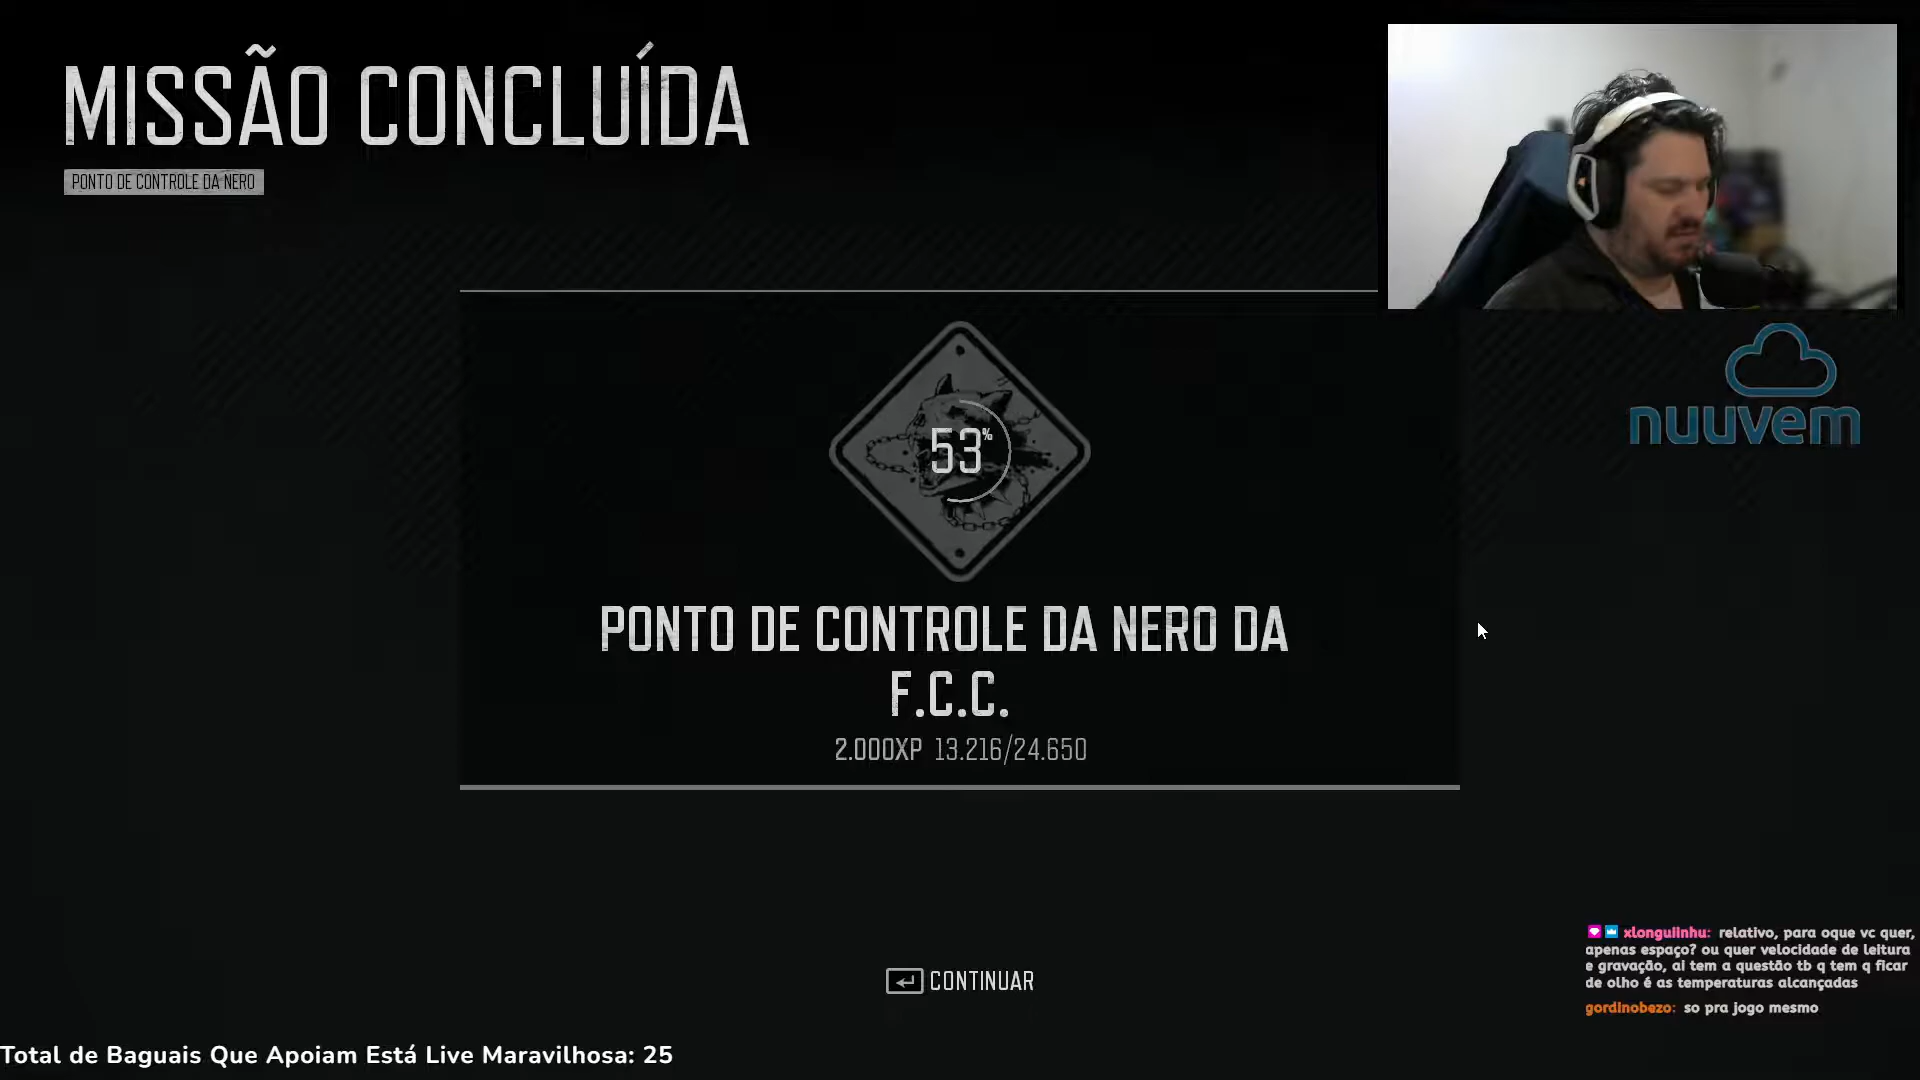 MISSÃO CONCLUÍDA
PONTO DE CONTROLE DA NERO
nuuvem
53%
PONTO DE CONTROLE DA NERO DA
F.C.C.
2.000XP 13.216/24.650
xlonguiinhu: relativo, para oque vc quer,
apenas espaço? ou quer velocidade de leitura
e gravação, ai tem a questão tb q tem q ficar
de olho é as temperaturas alcançadas
gordinobezo: so pra jogo mesmo
CONTINUAR
Total de Baguais Que Apoiam Está Live Maravilhosa: 25